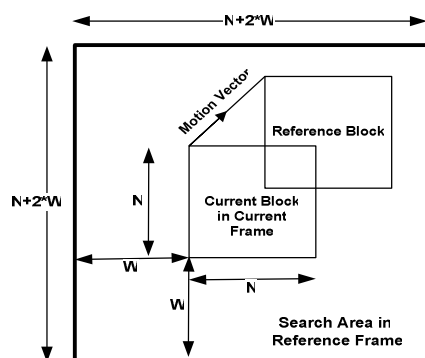 N+2*W
Motion Vector
Reference Block
N+2*W
N
Current Block
in Current
Frame
W
N
W
Search Area in
Reference Frame